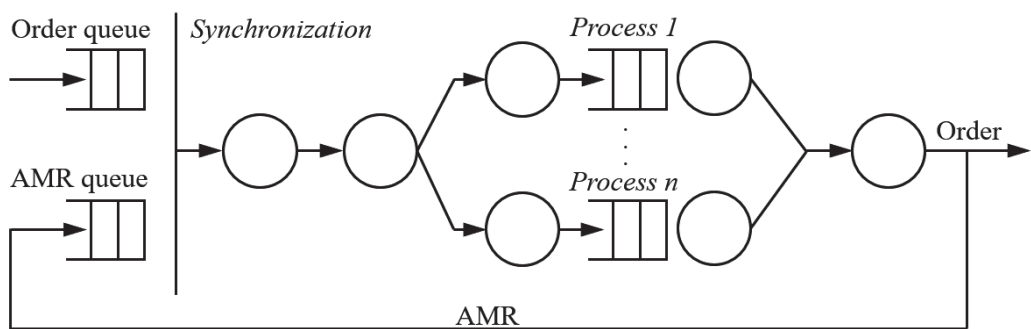 Order queue
Synchronization
Process 1
Order
AMR queue
Process n
AMR